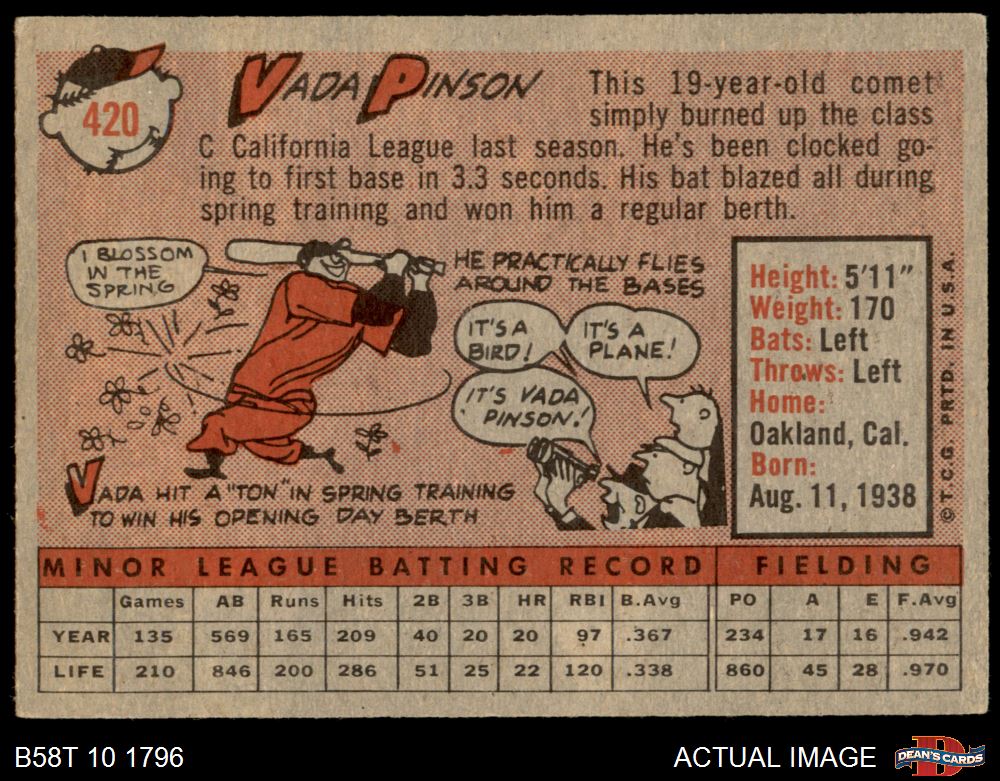 420
VADA PINSON
This 19-year-old comet
simply burned up the class
C California League last season. He's been clocked go-
ing to first base in 3.3 seconds. His bat blazed all during
spring training and won him a regular berth.
I BLOSSOM
IN THE
SPRING
HE PRACTICALLY FLIES
AROUND THE BASES
IT'S A
BIRD!
IT'S A
PLANE!
IT'S VADA
PINSON!
VADA HIT A "TON" IN SPRING TRAINING
TO WIN HIS OPENING DAY BERTH
Height: 5'11"
Weight: 170
Bats: Left
Throws: Left
Home:
Oakland, Cal.
Born:
Aug. 11, 1938
© T.C.G. PRTD. IN U.S.A.
MINOR LEAGUE BATTING RECORD FIELDING
Games AB Runs Hits 2B 3B HR RBI B.Avg PO A E F.Avg
YEAR 135 569 165 209 40 20 20 97 .367 234 17 16 .942
LIFE 210 846 200 286 51 25 22 120 .338 860 45 28 .970
B58T 10 1796
ACTUAL IMAGE
D
DEAN'S CARDS